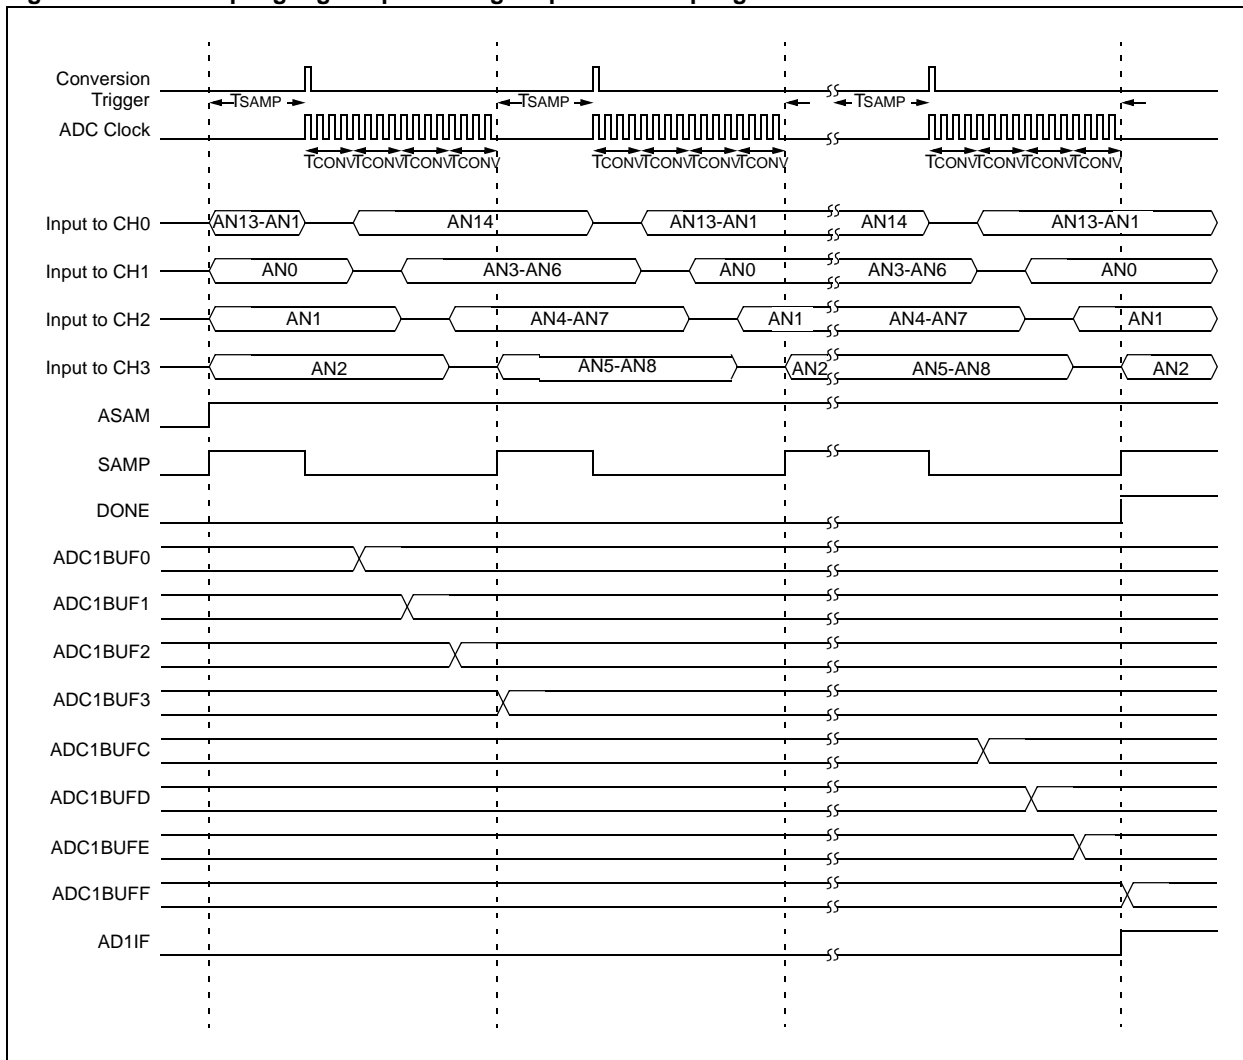 Conversion
Trigger
TSAMP TSAMP TSAMP
ADC Clock
TCONV TCONV TCONV TCONV TCONV TCONV TCONV TCONV TCONV TCONV TCONV TCONV
Input to CH0 AN13-AN1 AN14 AN13-AN1 AN14 AN13-AN1
Input to CH1 AN0 AN3-AN6 AN0 AN3-AN6 AN0
Input to CH2 AN1 AN4-AN7 AN1 AN4-AN7 AN1
Input to CH3 AN2 AN5-AN8 AN2 AN5-AN8 AN2
ASAM
SAMP
DONE
ADC1BUF0
ADC1BUF1
ADC1BUF2
ADC1BUF3
ADC1BUFC
ADC1BUFD
ADC1BUFE
ADC1BUFF
AD1IF